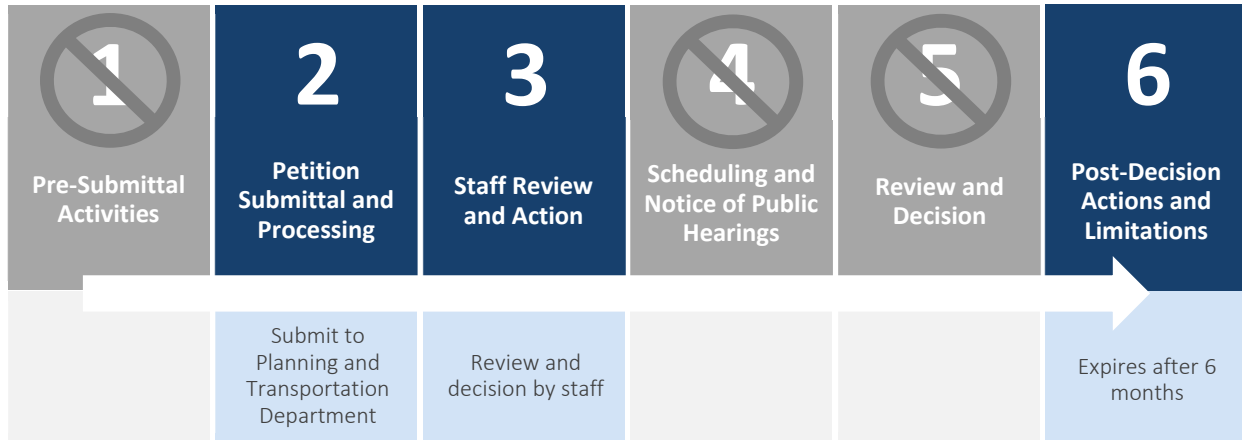 1
Pre-Submittal
Activities
2
Petition
Submittal and
Processing
Submit to
Planning and
Transportation
Department
3
Staff Review
and Action
Review and
decision by staff
4
Scheduling and
Notice of Public
Hearings
5
Review and
Decision
6
Post-Decision
Actions and
Limitations
Expires after 6
months